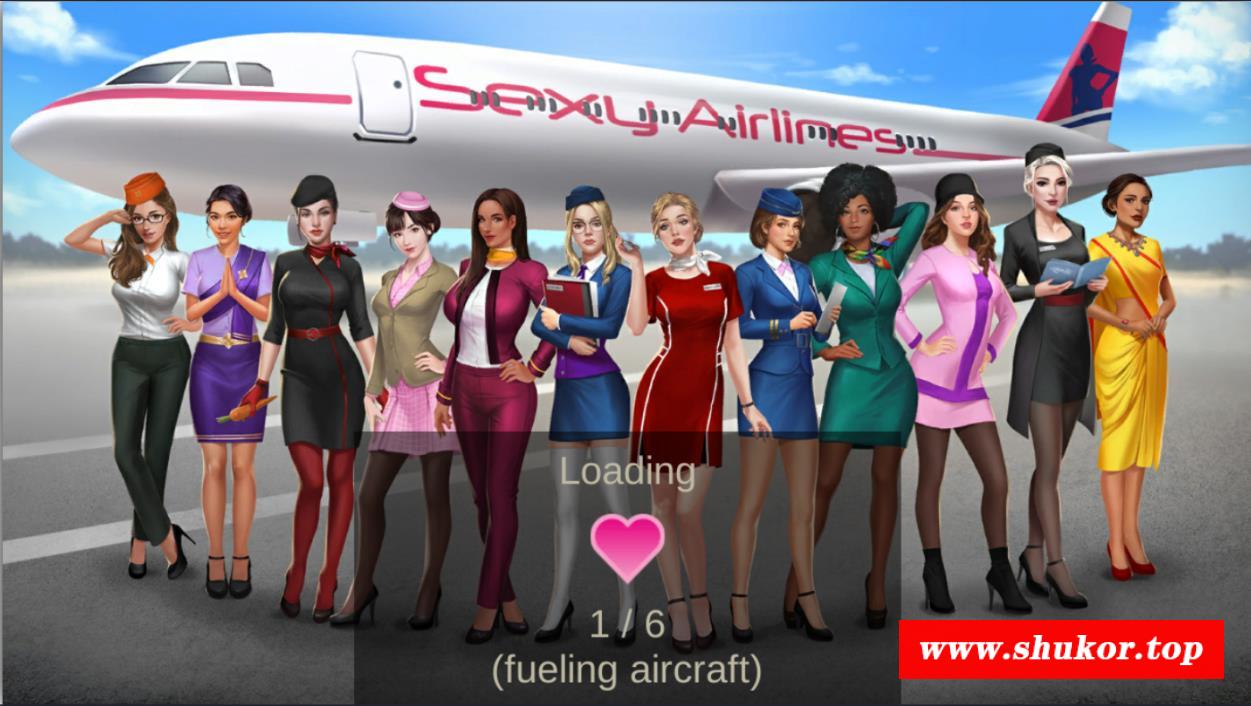 Sexy Airlines
Loading
1 / 6
(fueling aircraft)
www.shukor.top